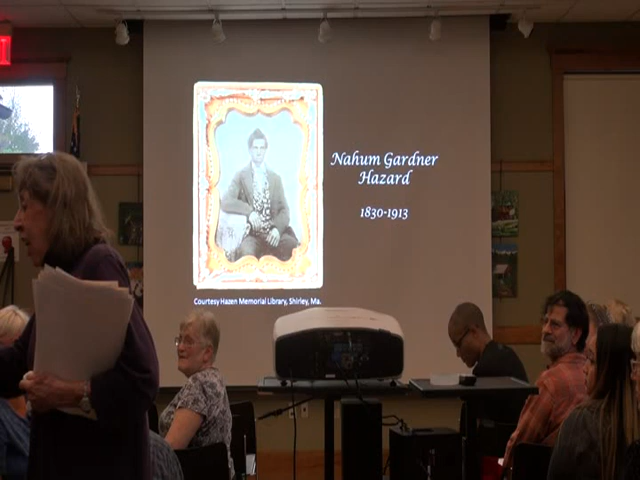 Nahum Gardner
Hazard
1830-1913
Courtesy Hazen Memorial Library, Shirley, Ma.